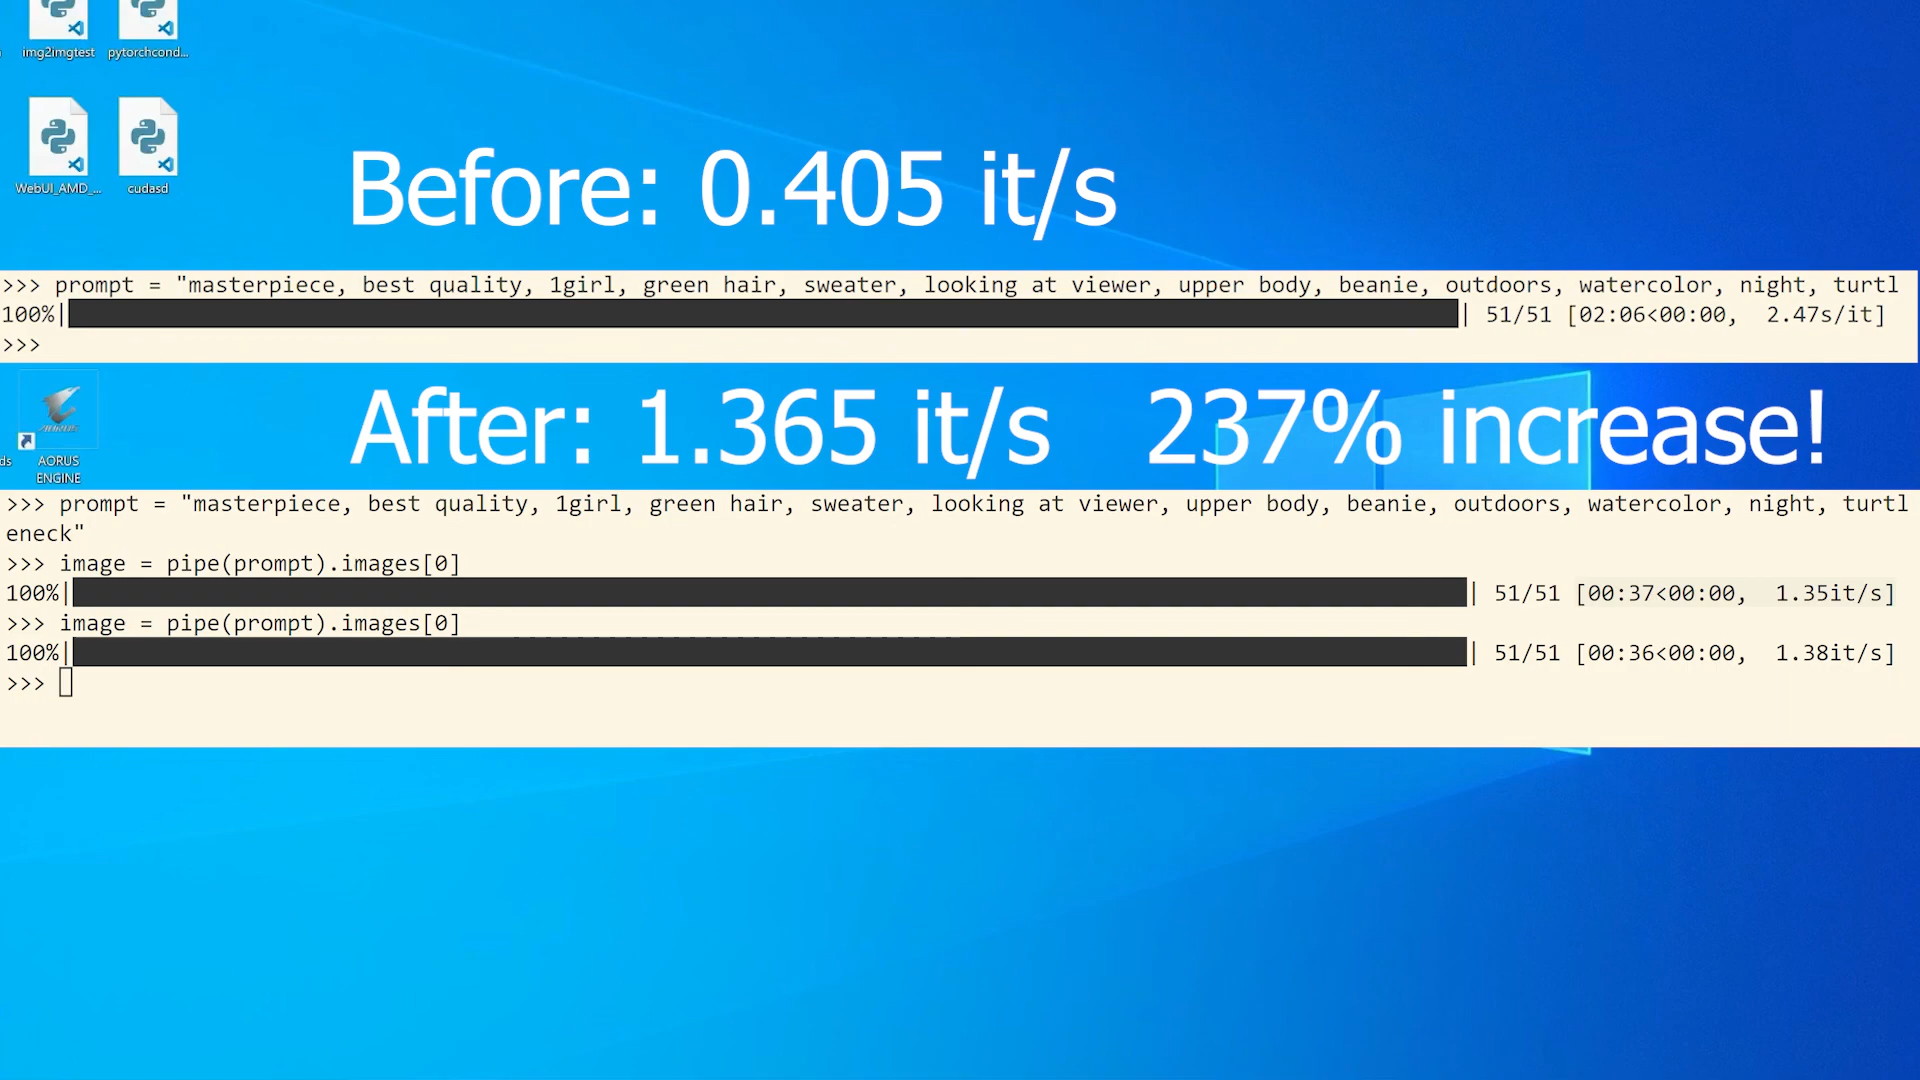 img2imgtest pytorchcond...
WebUI_AMD_... cudasd
Before: 0.405 it/s
>>> prompt = "masterpiece, best quality, 1girl, green hair, sweater, looking at viewer, upper body, beanie, outdoors, watercolor, night, turtl
100%| | 51/51 [02:06<00:00, 2.47s/it]
>>>
After: 1.365 it/s 237% increase!
ds AORUS
ENGINE
>>> prompt = "masterpiece, best quality, 1girl, green hair, sweater, looking at viewer, upper body, beanie, outdoors, watercolor, night, turtl
eneck"
>>> image = pipe(prompt).images[0]
100%| | 51/51 [00:37<00:00, 1.35it/s]
>>> image = pipe(prompt).images[0]
100%| | 51/51 [00:36<00:00, 1.38it/s]
>>>